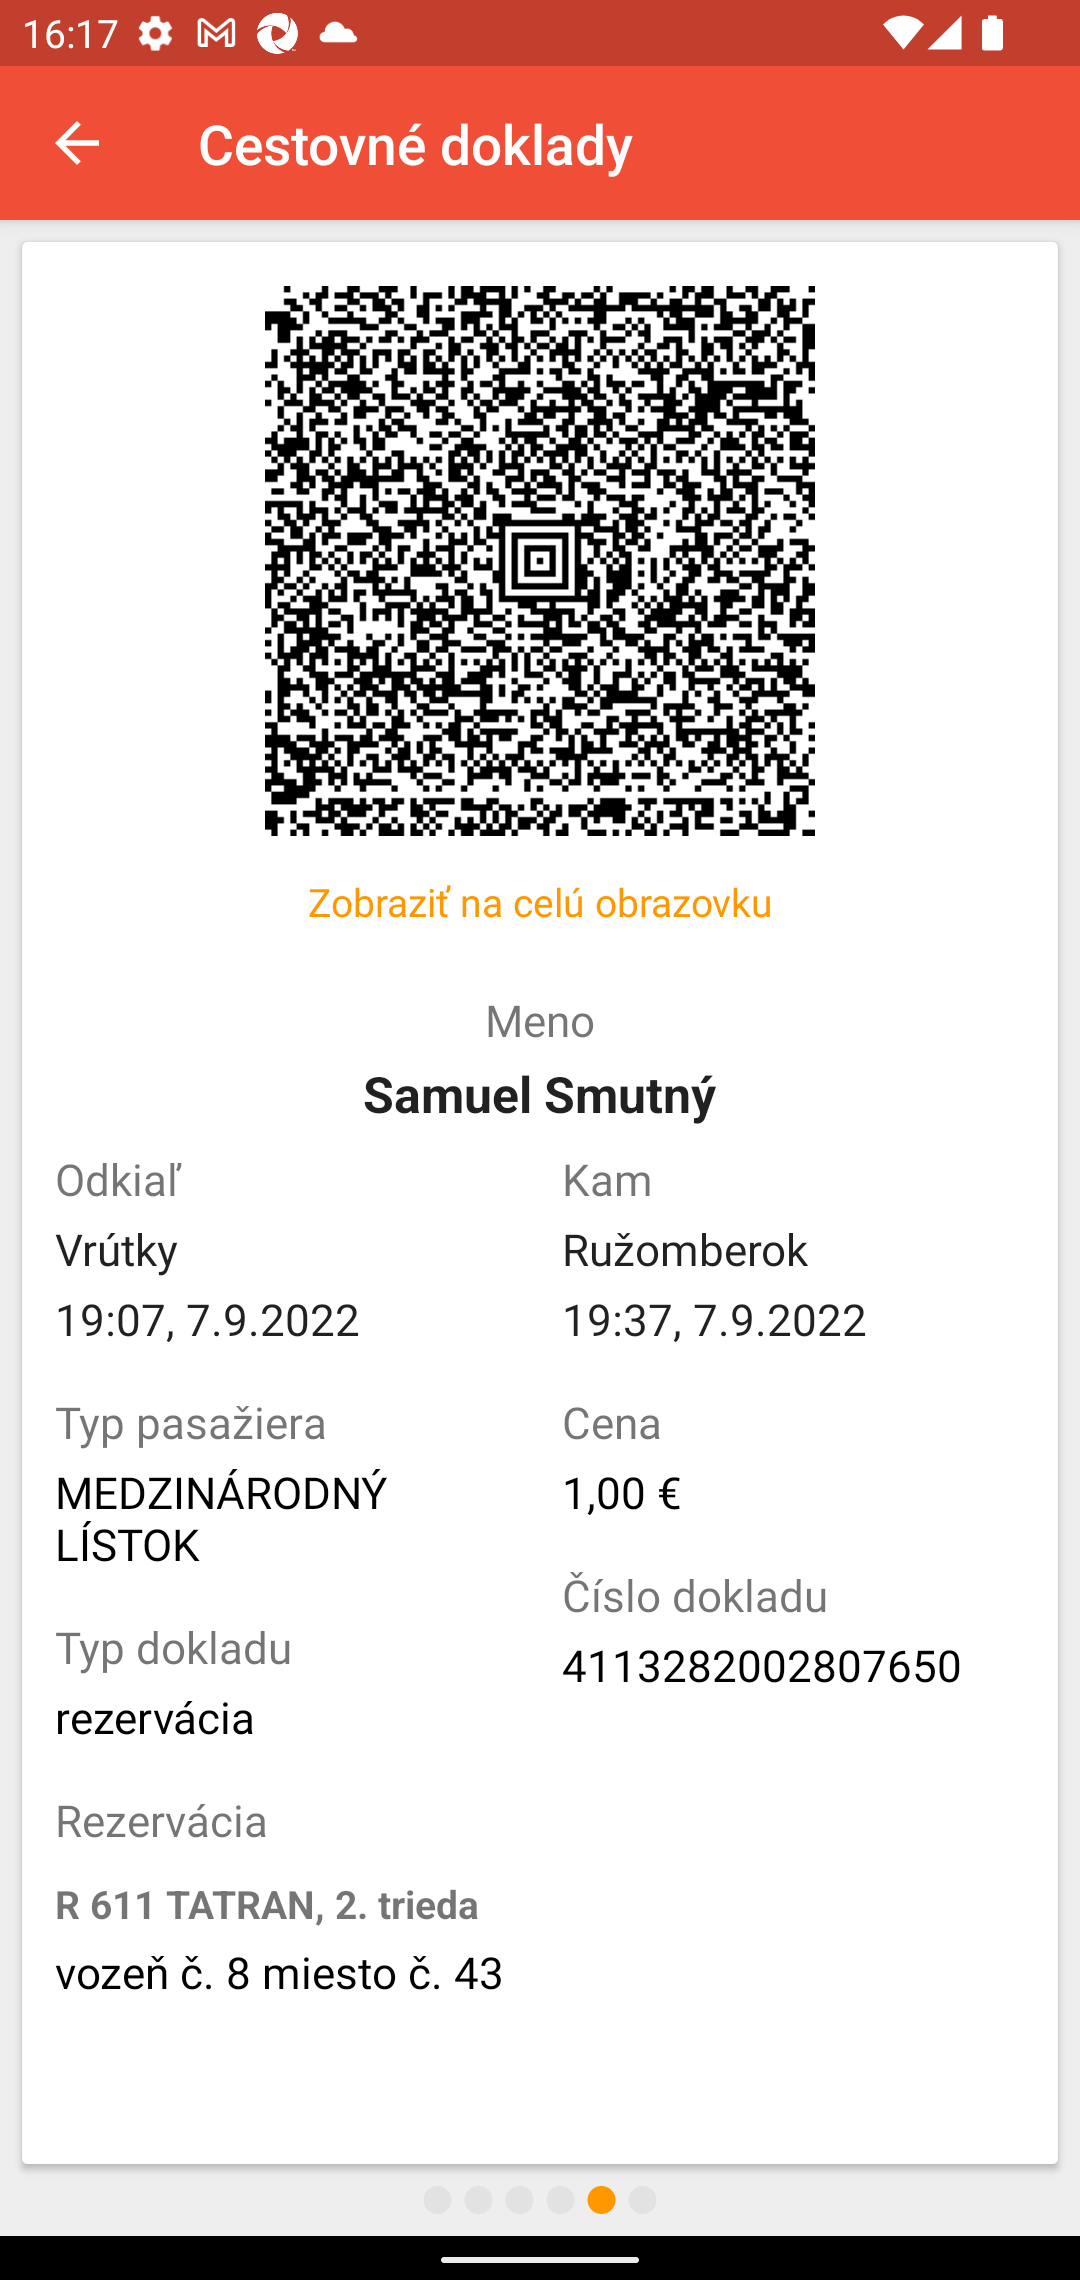 16:17
Cestovné doklady
Zobraziť na celú obrazovku
Meno
Samuel Smutný
Odkiaľ
Kam
Vrútky
Ružomberok
19:07, 7.9.2022
19:37, 7.9.2022
Typ pasažiera
Cena
MEDZINÁRODNÝ
LÍSTOK
1,00 €
Číslo dokladu
4113282002807650
Typ dokladu
rezervácia
Rezervácia
R 611 TATRAN, 2. trieda
vozeň č. 8 miesto č. 43